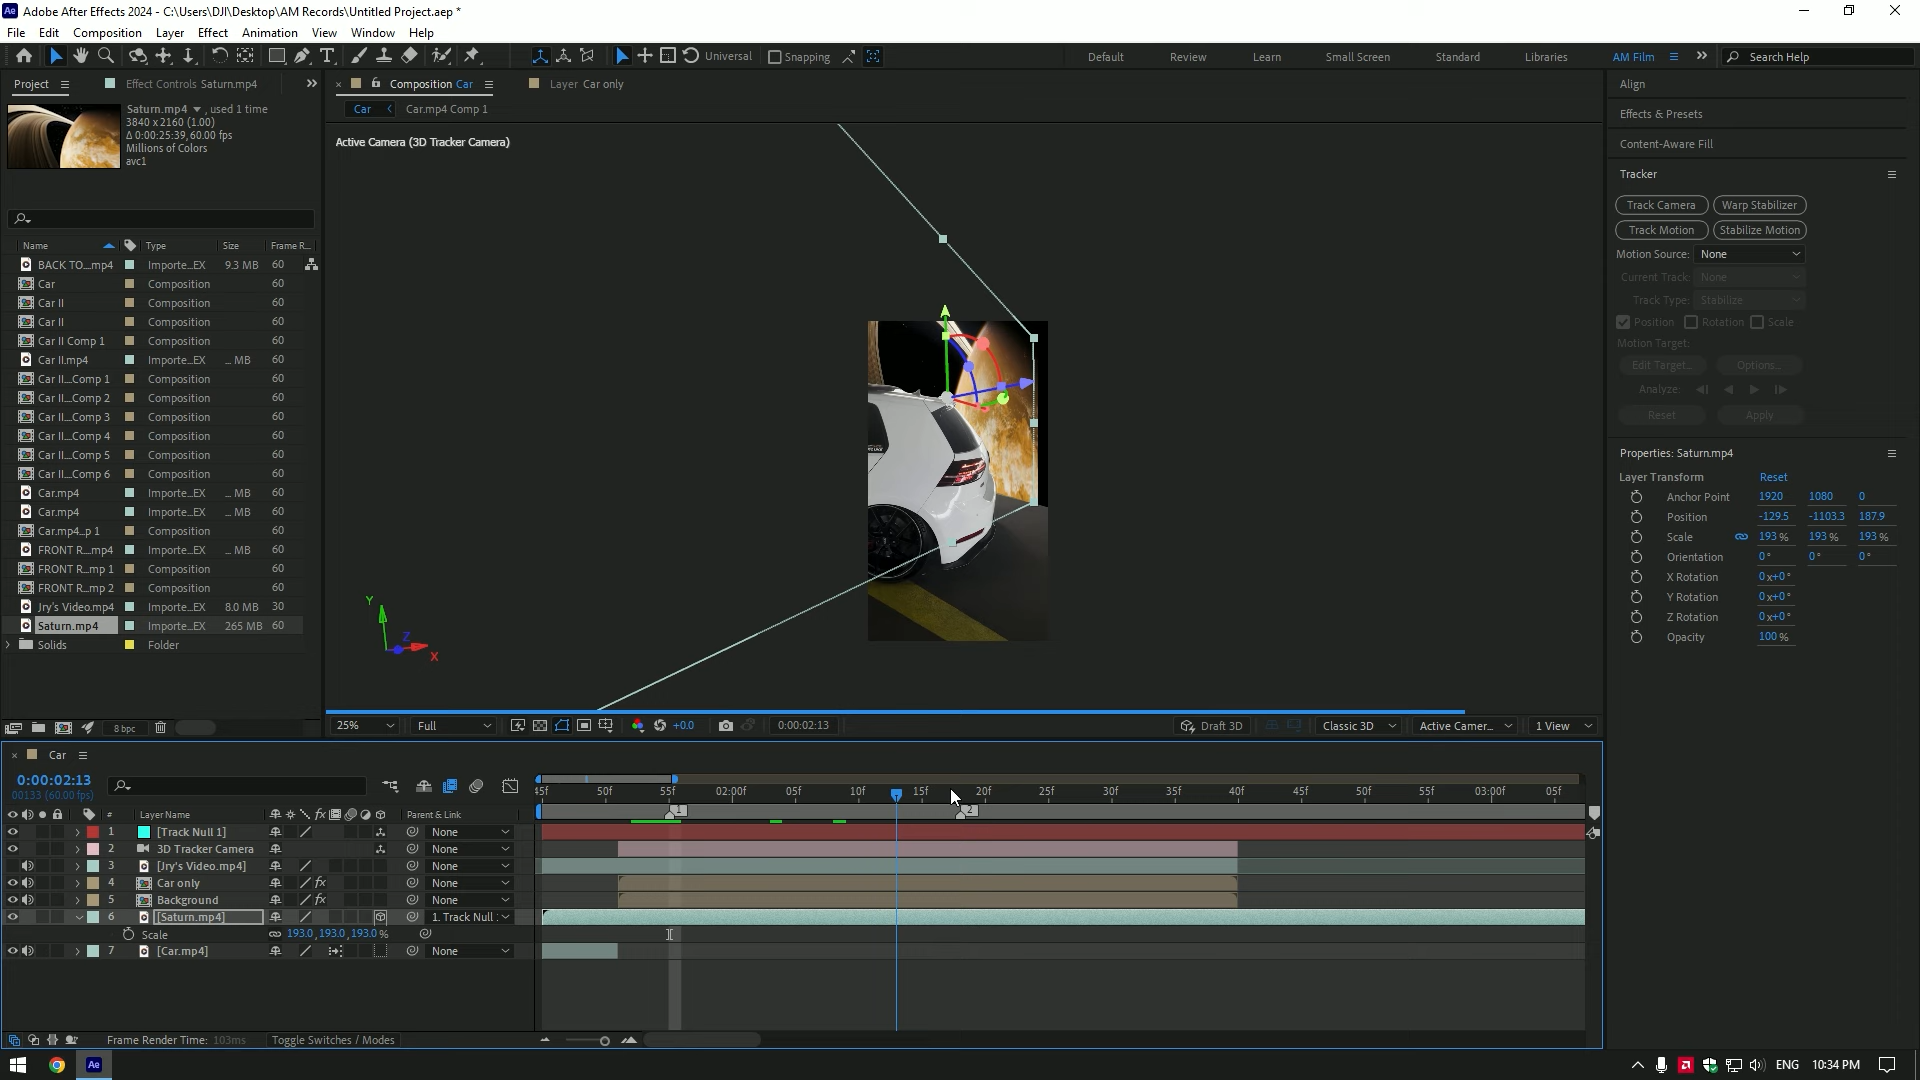 Adobe After Effects 2024 - C:\Users\DJI\Desktop\AM Records\Untitled Project.aep *
File Edit Composition Layer Effect Animation View Window Help
Universal Snapping Default Review Learn Small Screen Standard Libraries AM Film Search Help
Project Effect Controls Saturn.mp4
Saturn.mp4 , used 1 time
3840 x 2160 (1.00)
Δ 0:00:25:39, 60.00 fps
Millions of Colors
avc1
Name Type Size Frame R...
BACK TO....mp4 Importe...EX 9.3 MB 60
Car Composition 60
Car II Composition 60
Car II Composition 60
Car II Comp 1 Composition 60
Car II.mp4 Importe...EX ... MB 60
Car II....Comp 1 Composition 60
Car II....Comp 2 Composition 60
Car II....Comp 3 Composition 60
Car II....Comp 4 Composition 60
Car II....Comp 5 Composition 60
Car II....Comp 6 Composition 60
Car.mp4 Importe...EX ... MB 60
Car.mp4 Importe...EX ... MB 60
Car.mp4...p 1 Composition 60
FRONT R...mp4 Importe...EX ... MB 60
FRONT R...mp 1 Composition 60
FRONT R...mp 2 Composition 60
Jry's Video.mp4 Importe...EX 8.0 MB 30
Saturn.mp4 Importe...EX 265 MB 60
Solids Folder
8 bpc
Composition Car Layer Car only
Car Car.mp4 Comp 1
Active Camera (3D Tracker Camera)
Y
Z
X
25% Full +0.0 0:00:02:13 Draft 3D Classic 3D Active Camer... 1 View
Align
Effects & Presets
Content-Aware Fill
Tracker
Track Camera Warp Stabilizer
Track Motion Stabilize Motion
Motion Source: None
Current Track: None
Track Type: Stabilize
Position Rotation Scale
Motion Target:
Edit Target... Options...
Analyze:
Reset Apply
Properties: Saturn.mp4
Layer Transform Reset
Anchor Point 1920 1080 0
Position -129.5 -1103.3 187.9
Scale 193 % 193 % 193 %
Orientation 0° 0° 0°
X Rotation 0x+0°
Y Rotation 0x+0°
Z Rotation 0x+0°
Opacity 100 %
Car
0:00:02:13
00133 (60.00 fps)
45f 50f 55f 02:00f 05f 10f 15f 20f 25f 30f 35f 40f 45f 50f 55f 03:00f 05f
1 2
# Layer Name fx Parent & Link
1 [Track Null 1] None
2 3D Tracker Camera None
3 [Jry's Video.mp4] None
4 Car only fx None
5 Background fx None
6 [Saturn.mp4] 1. Track Null :
Scale 193.0,193.0,193.0 %
7 [Car.mp4] None
Frame Render Time: 103ms Toggle Switches / Modes
Ae ENG 10:34 PM